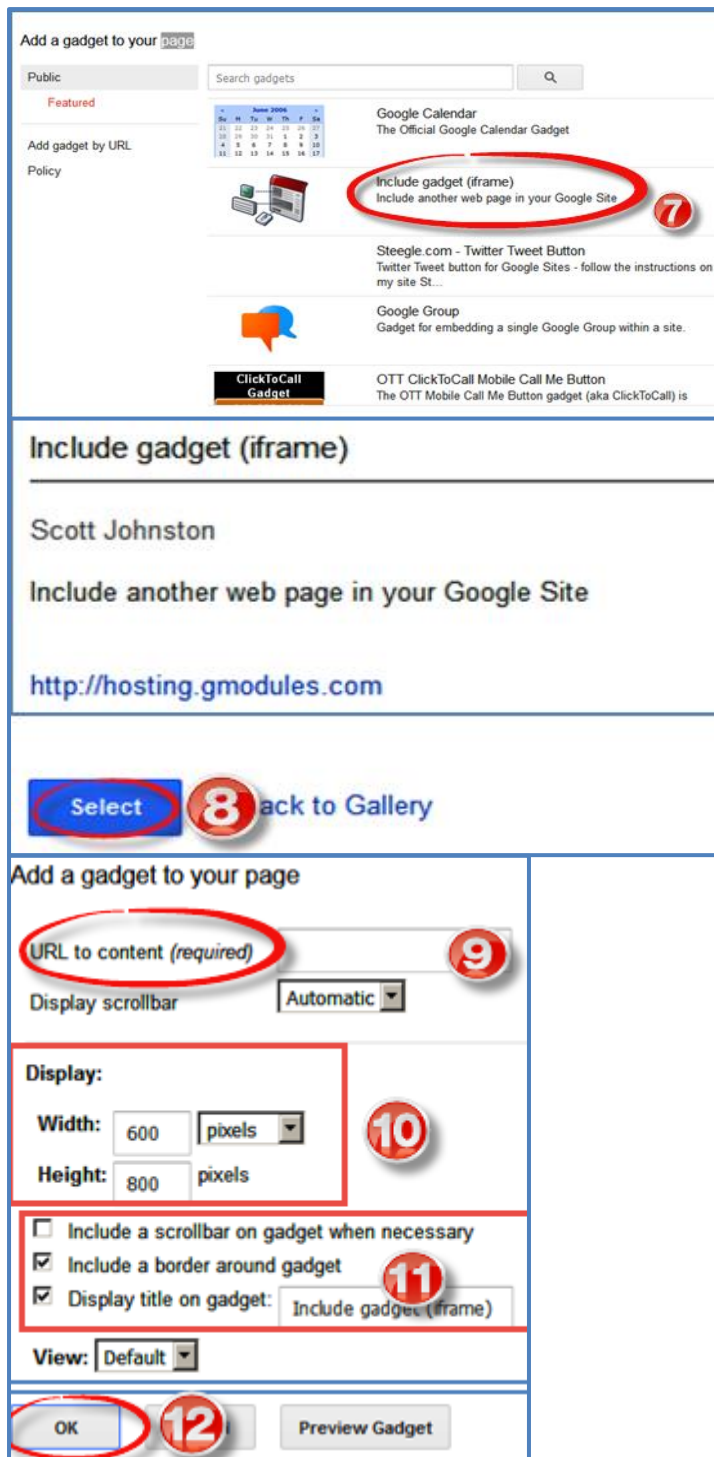 Add a gadget to your page
Public
Featured
Add gadget by URL
Policy
Search gadgets
June 2006
Su M Tu W Th F Sa
Google Calendar
The Official Google Calendar Gadget
Include gadget (iframe)
Include another web page in your Google Site
7
Steegle.com - Twitter Tweet Button
Twitter Tweet button for Google Sites - follow the instructions on
my site St...
Google Group
Gadget for embedding a single Google Group within a site.
ClickToCall
Gadget
OTT ClickToCall Mobile Call Me Button
The OTT Mobile Call Me Button gadget (aka ClickToCall) is
Include gadget (iframe)
Scott Johnston
Include another web page in your Google Site
http://hosting.gmodules.com
Select
8
ack to Gallery
Add a gadget to your page
URL to content (required)
9
Display scrollbar
Automatic
Display:
Width: 600 pixels
10
Height: 800 pixels
Include a scrollbar on gadget when necessary
Include a border around gadget
11
Display title on gadget: Include gadget (iframe)
View: Default
OK
12
Preview Gadget